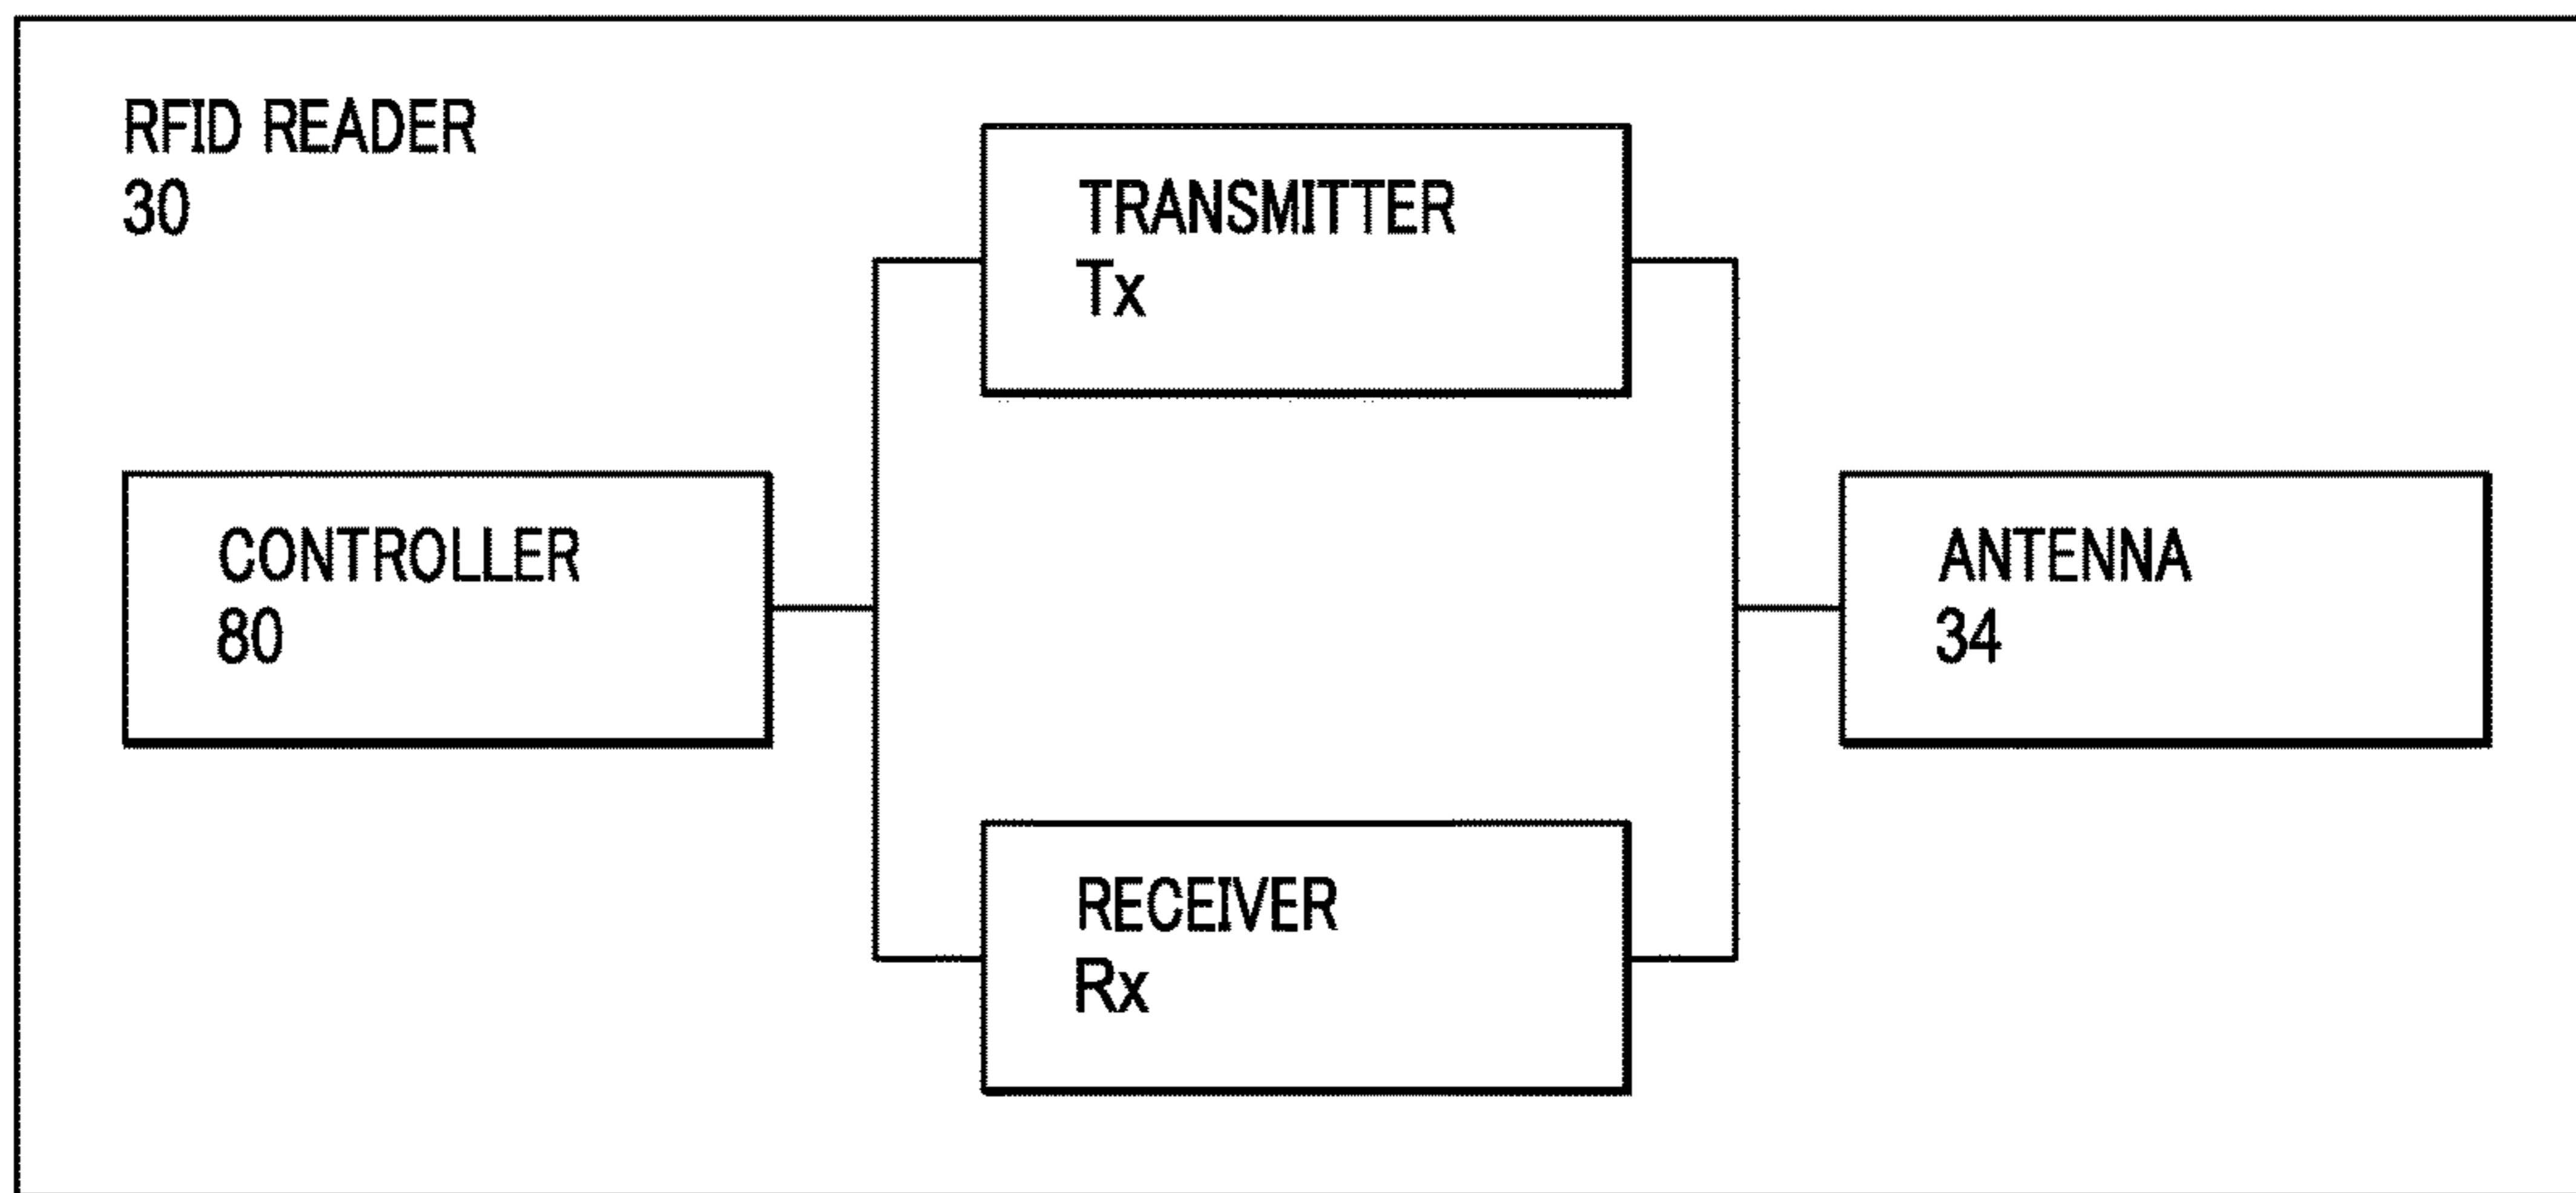 RFID READER
30
TRANSMITTER
Tx
CONTROLLER
80
ANTENNA
34
RECEIVER
Rx